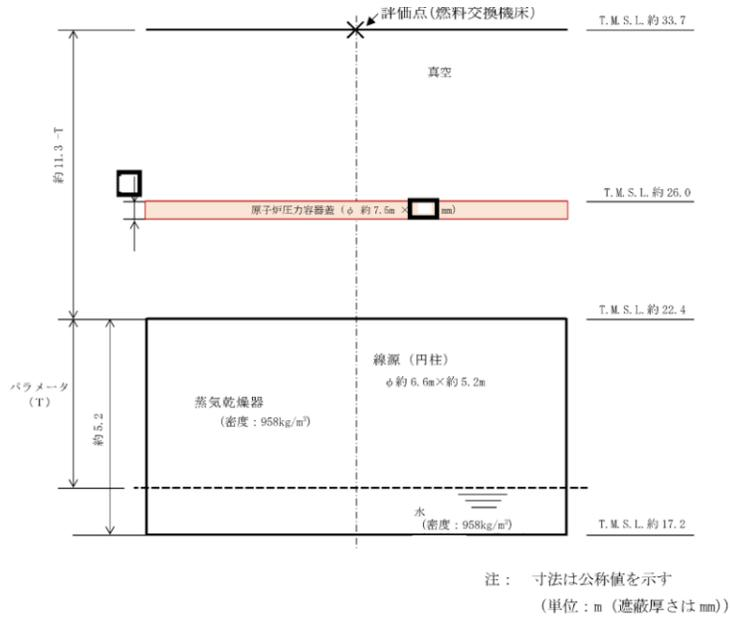 評価点(燃料交換機床)
T.M.S.L.約33.7
真空
約11.3-T
T.M.S.L.約26.0
原子炉圧力容器蓋(φ 約7.5m× mm)
T.M.S.L.約22.4
線源(円柱)
φ約6.6m×約5.2m
パラメータ
(T)
蒸気乾燥器
(密度:958kg/m³)
約5.2
水
(密度:958kg/m³)
T.M.S.L.約17.2
注: 寸法は公称値を示す
(単位:m(遮蔽厚さはmm))